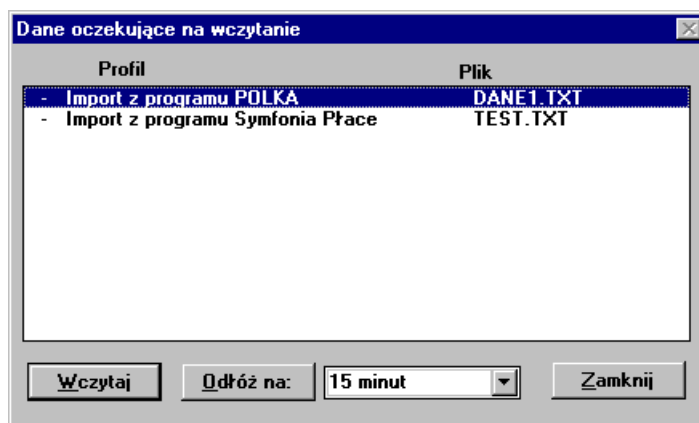 Dane oczekujące na wczytanie
Profil Plik
- Import z programu POLKA DANE1.TXT
- Import z programu Symfonia Płace TEST.TXT
Wczytaj Odłóż na: 15 minut Zamknij